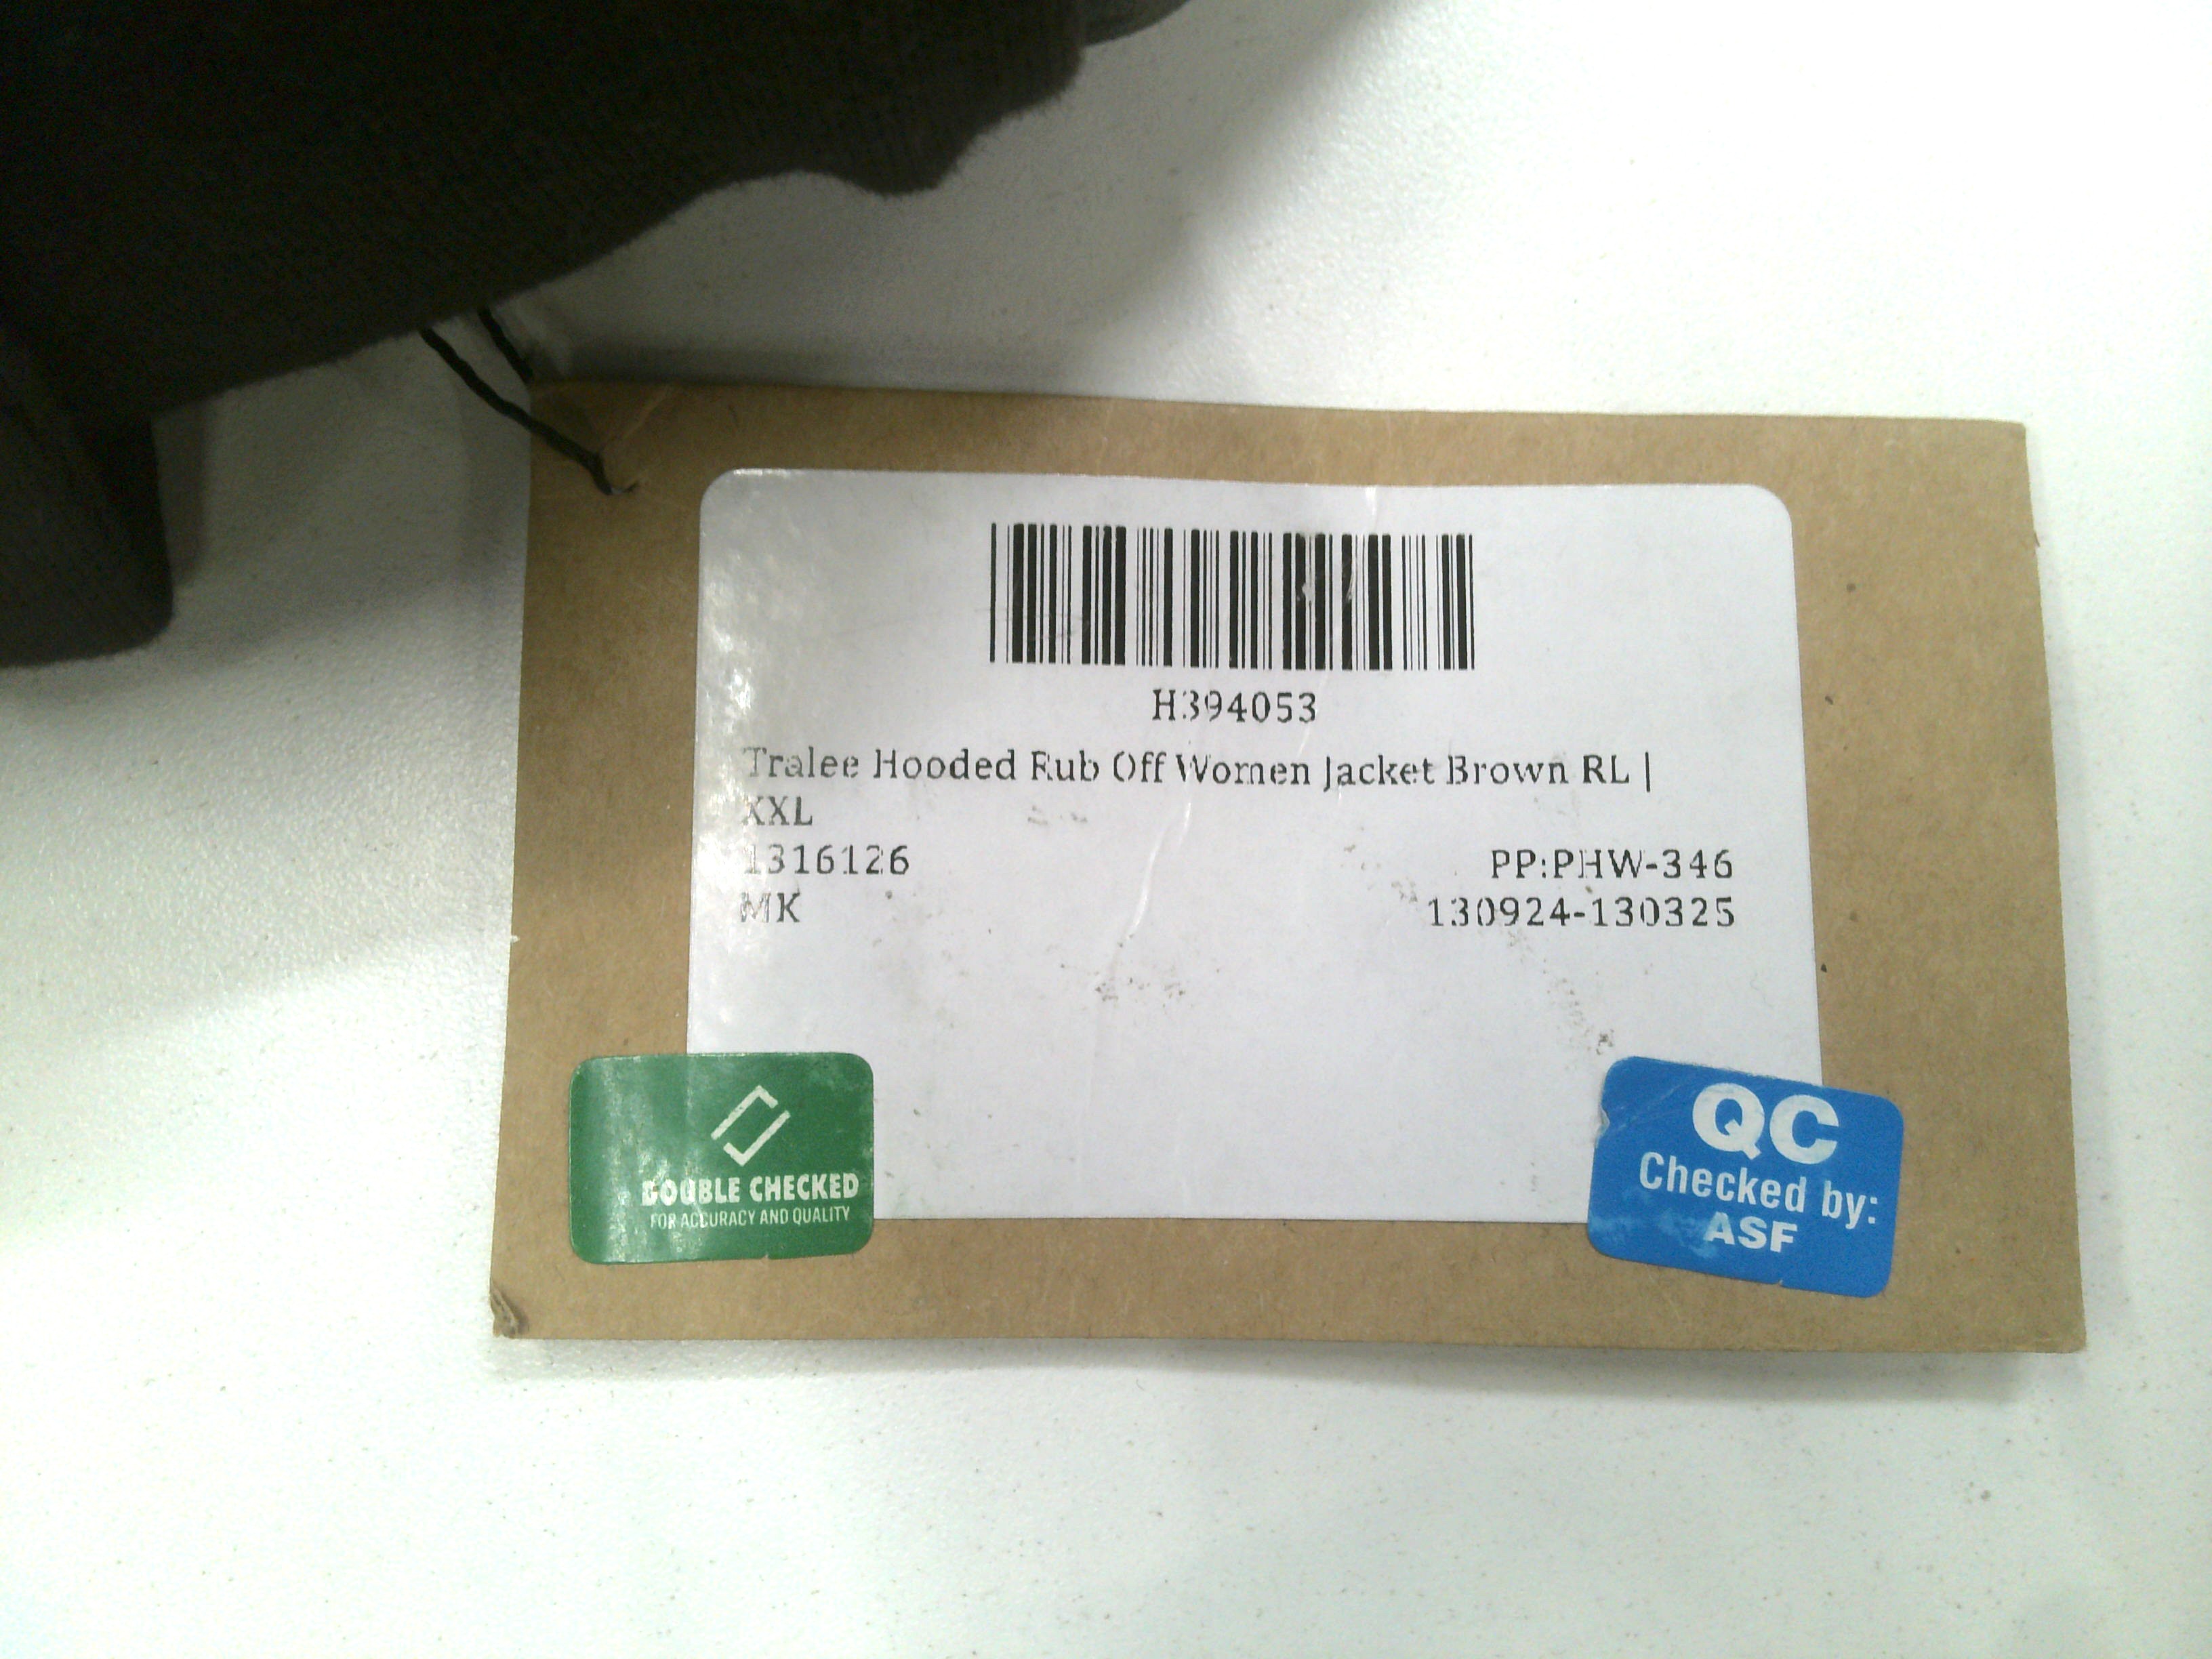 H394053
Tralee Hooded Rub Off Women Jacket Brown RL |
XXL
1316126
PP:PHW-346
MK
130924-130325
DOUBLE CHECKED
FOR ACCURACY AND QUALITY
QC
Checked by:
ASF